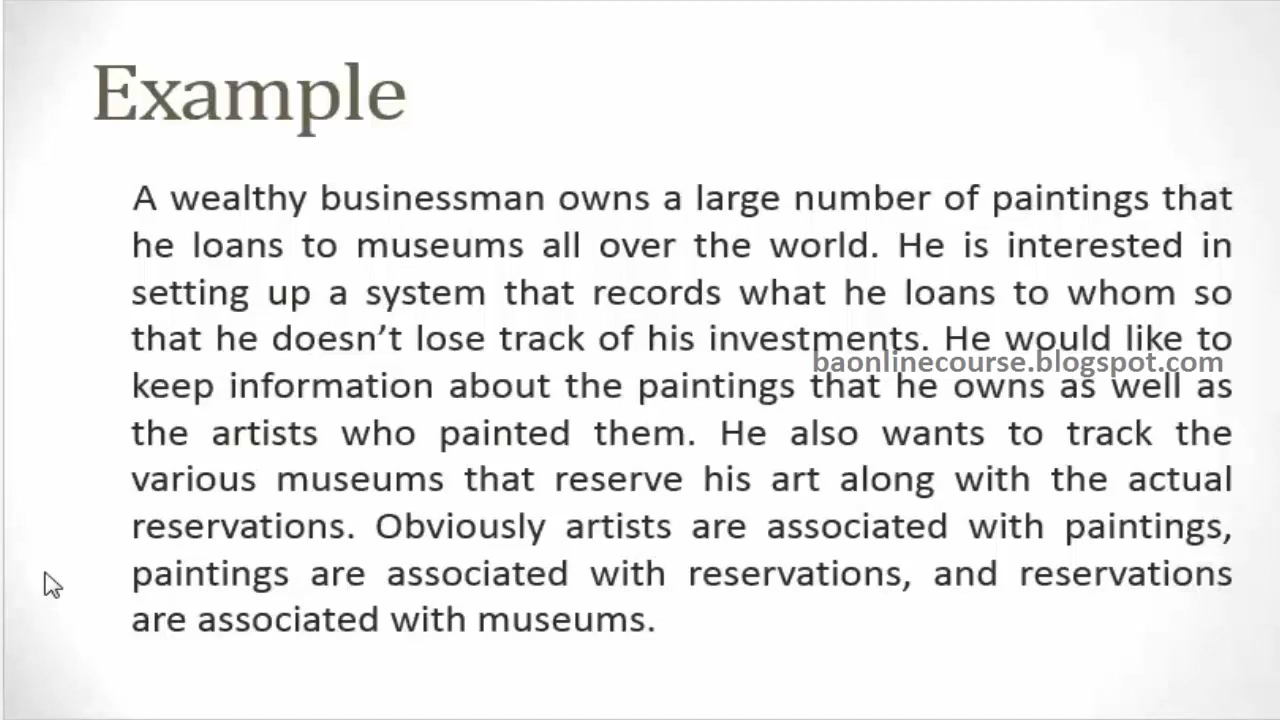 Example
A wealthy businessman owns a large number of paintings that
he loans to museums all over the world. He is interested in
setting up a system that records what he loans to whom so
that he doesn’t lose track of his investments. He would like to
baonlinecourse.blogspot.com
keep information about the paintings that he owns as well as
the artists who painted them. He also wants to track the
various museums that reserve his art along with the actual
reservations. Obviously artists are associated with paintings,
paintings are associated with reservations, and reservations
are associated with museums.